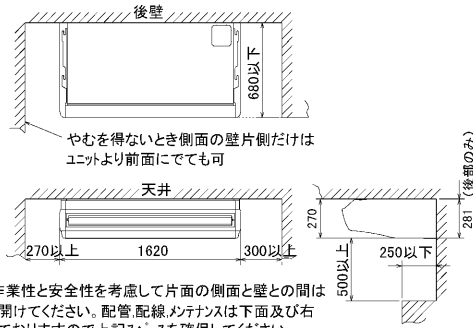 後壁
680以下
やむを得ないとき側面の壁片側だけは
ユニットより前面にでても可
天井
270以上
1620
300以上
270
500以上
250以下
281
(後部のみ)
作業性と安全性を考慮して片面の側面と壁との間は
開けてください。配管,配線,メンテナンスは下面及び右
ておりますので上記スペースを確保してください